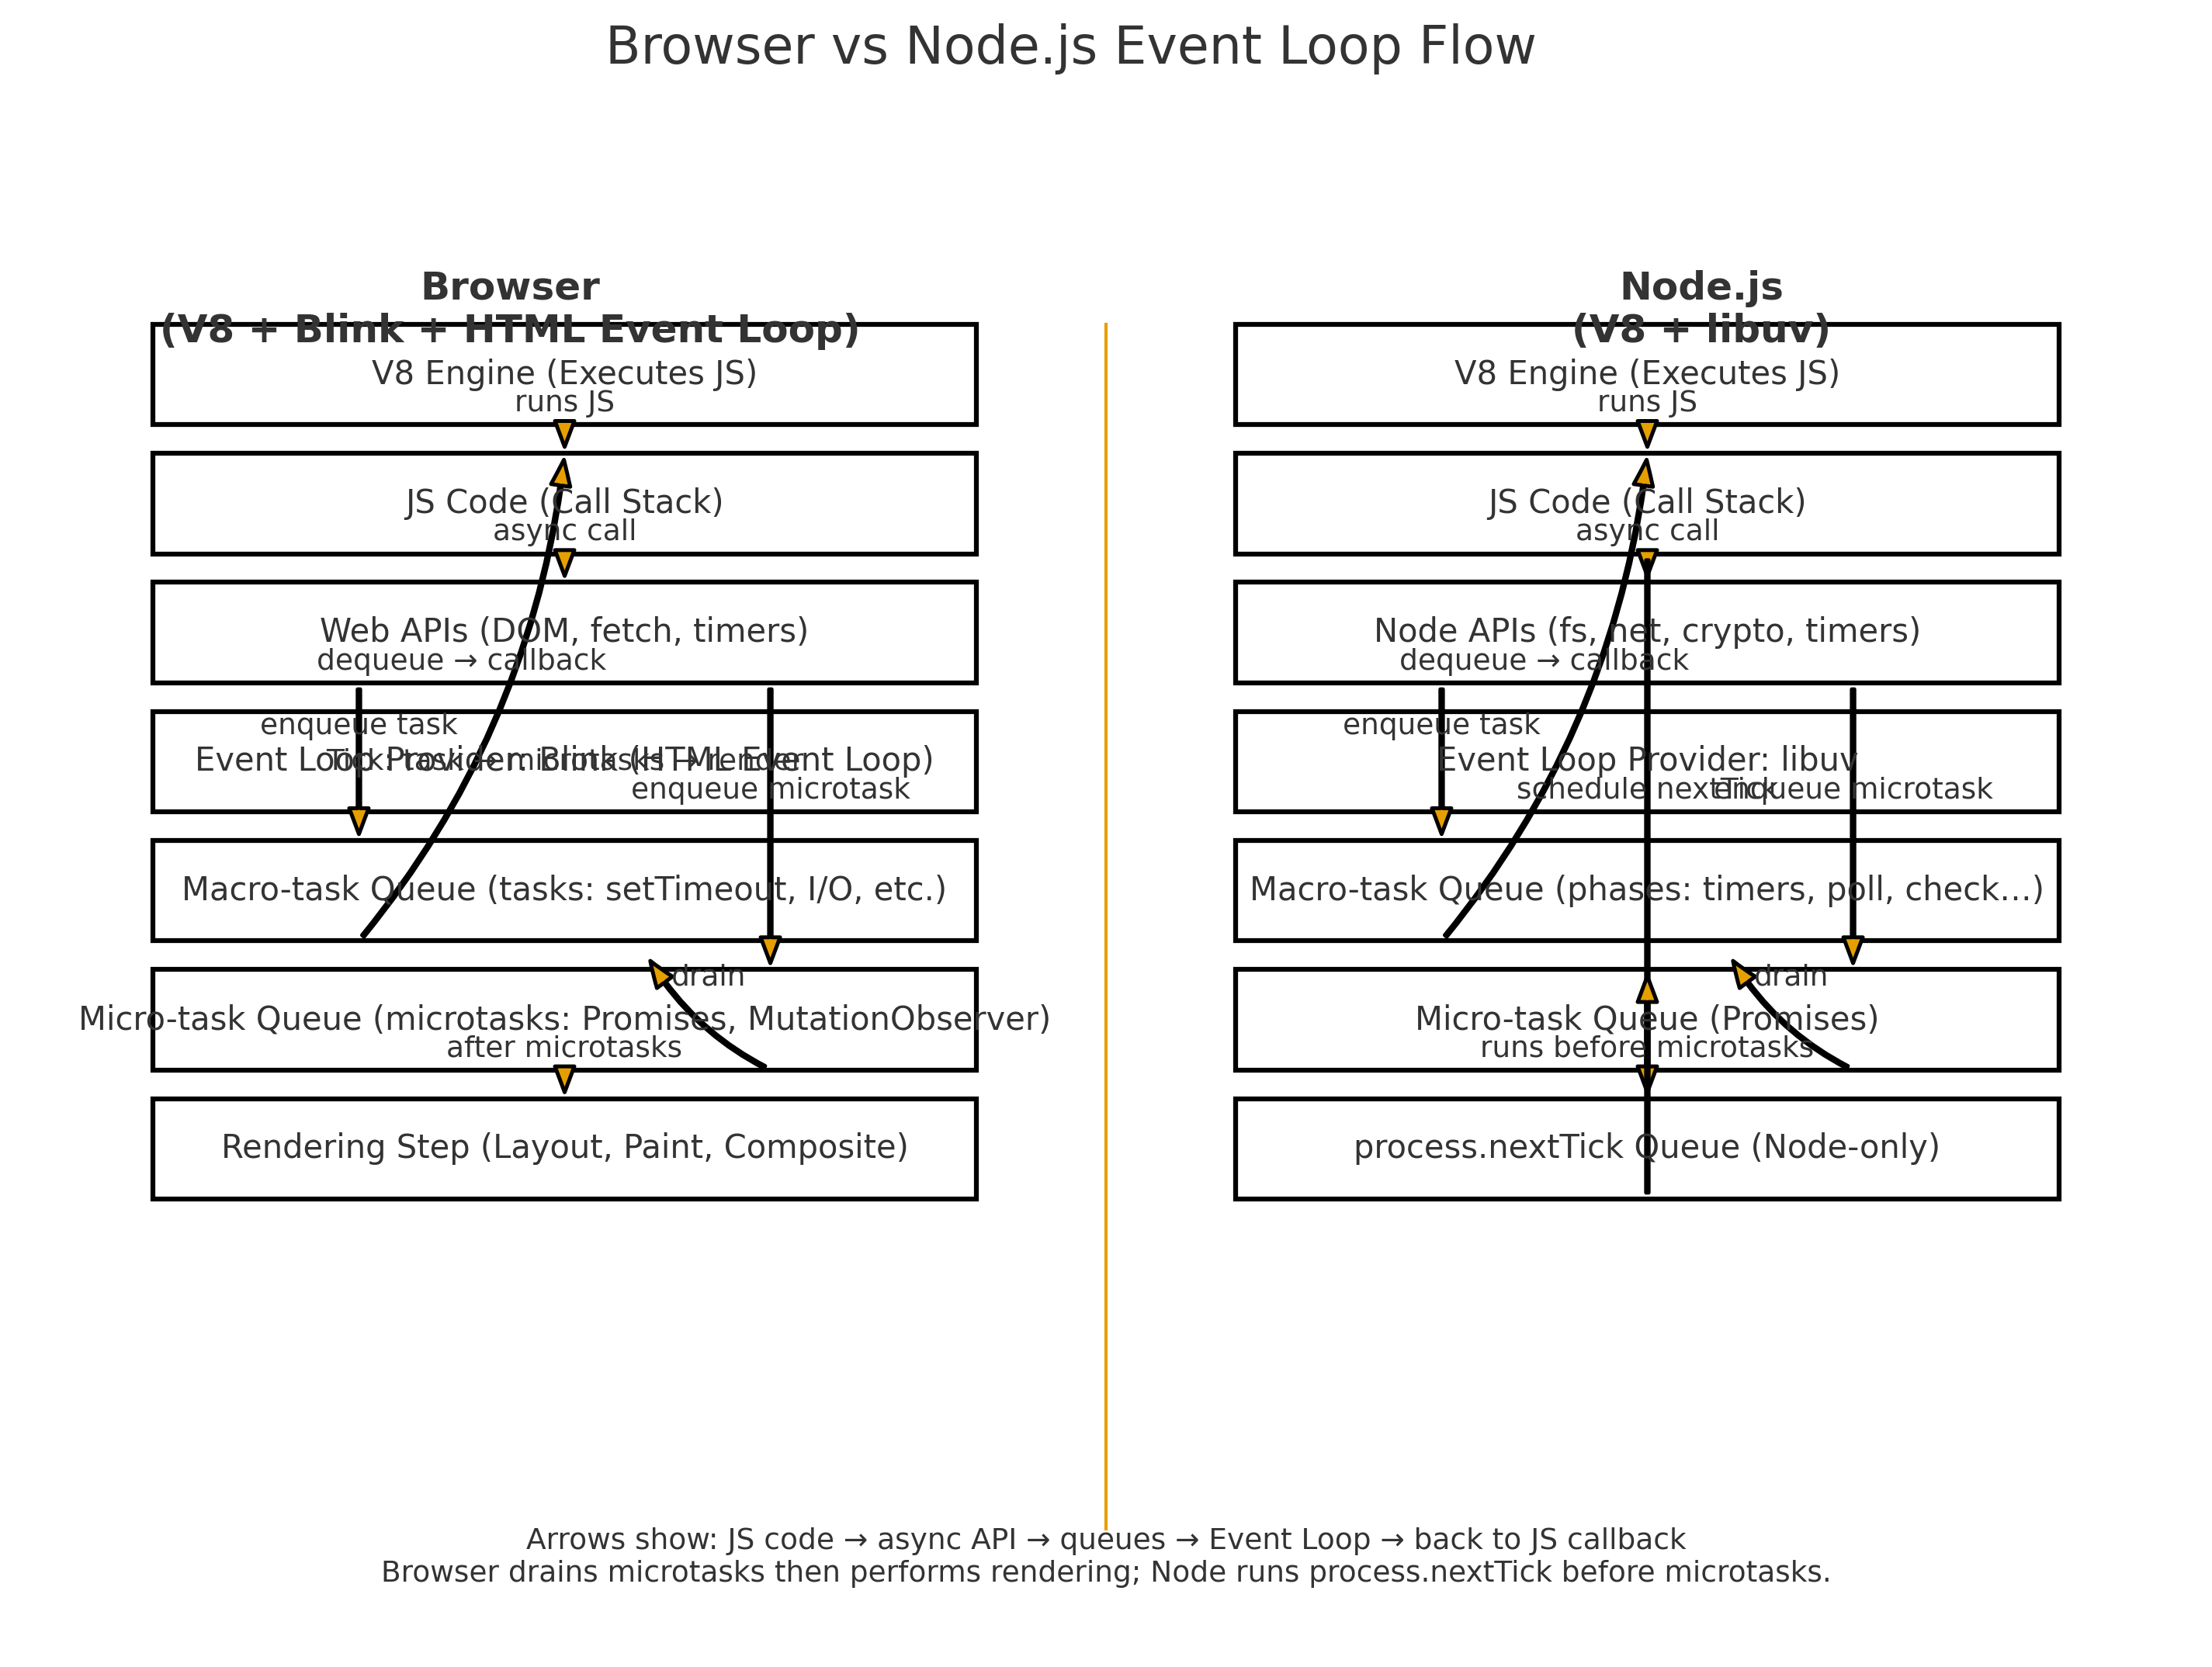 Browser vs Node.js Event Loop Flow
Browser
(V8 + Blink + HTML Event Loop)
V8 Engine (Executes JS)
runs JS
JS Code (Call Stack)
async call
Web APIs (DOM, fetch, timers)
dequeue → callback
enqueue task
Event Loop Provider: Blink (HTML Event Loop)
Tick: task → microtasks → render
enqueue microtask
Macro-task Queue (tasks: setTimeout, I/O, etc.)
drain
Micro-task Queue (microtasks: Promises, MutationObserver)
after microtasks
Rendering Step (Layout, Paint, Composite)
Node.js
(V8 + libuv)
V8 Engine (Executes JS)
runs JS
JS Code (Call Stack)
async call
Node APIs (fs, net, crypto, timers)
dequeue → callback
enqueue task
Event Loop Provider: libuv
schedule nextTick
enqueue microtask
Macro-task Queue (phases: timers, poll, check…)
drain
Micro-task Queue (Promises)
runs before microtasks
process.nextTick Queue (Node-only)
Arrows show: JS code → async API → queues → Event Loop → back to JS callback
Browser drains microtasks then performs rendering; Node runs process.nextTick before microtasks.